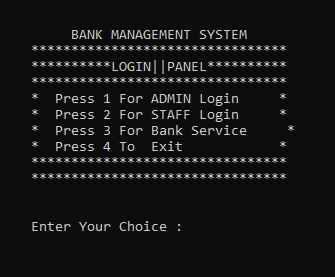 BANK MANAGEMENT SYSTEM
********************************
**********LOGIN||PANEL**********
********************************
*  Press 1 For ADMIN Login     *
*  Press 2 For STAFF Login     *
*  Press 3 For Bank Service     *
*  Press 4 To  Exit            *
********************************
********************************
Enter Your Choice :